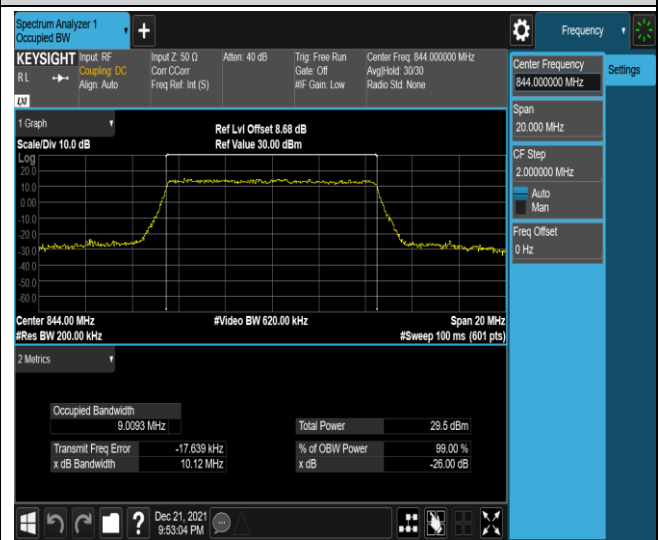 Spectrum Analyzer 1
Occupied BW
+
Frequency
KEYSIGHT
RL
LXI
Input: RF
Coupling: DC
Align: Auto
Input Z: 50 Ω
Corr CCorr
Freq Ref: Int (S)
Atten: 40 dB
Trig: Free Run
Gate: Off
#IF Gain: Low
Center Freq: 844.000000 MHz
Avg|Hold: 30/30
Radio Std: None
Center Frequency
844.000000 MHz
Settings
Span
20.000 MHz
CF Step
2.000000 MHz
Auto
Man
Freq Offset
0 Hz
1 Graph
Scale/Div 10.0 dB
Ref Lvl Offset 8.68 dB
Ref Value 30.00 dBm
Log
20.0
10.0
0.00
-10.0
-20.0
-30.0
-40.0
-50.0
-60.0
Center 844.00 MHz
#Video BW 620.00 kHz
Span 20 MHz
#Res BW 200.00 kHz
#Sweep 100 ms (601 pts)
2 Metrics
Occupied Bandwidth
9.0093 MHz
Total Power 29.5 dBm
Transmit Freq Error -17.639 kHz
% of OBW Power 99.00 %
x dB Bandwidth 10.12 MHz
x dB -26.00 dB
?
Dec 21, 2021
9:53:04 PM